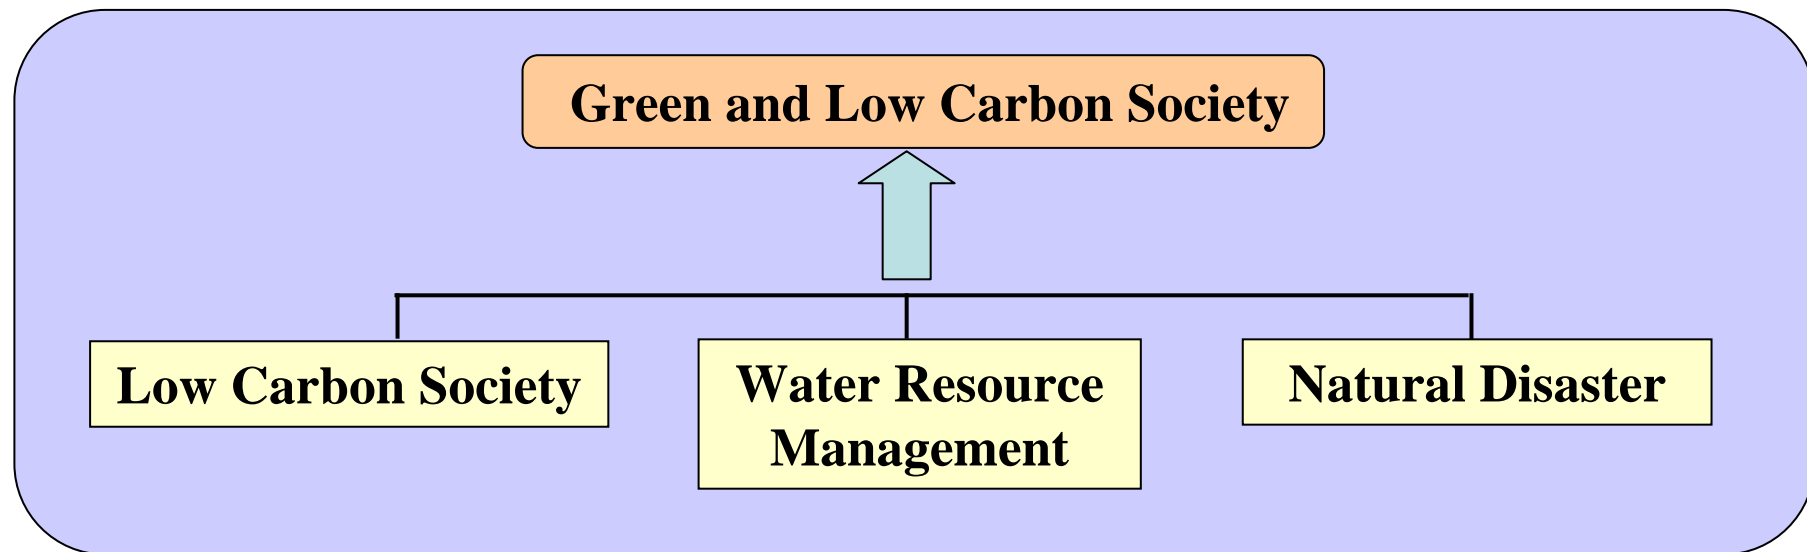 Green and Low Carbon Society
Low Carbon Society
Water Resource
Management
Natural Disaster